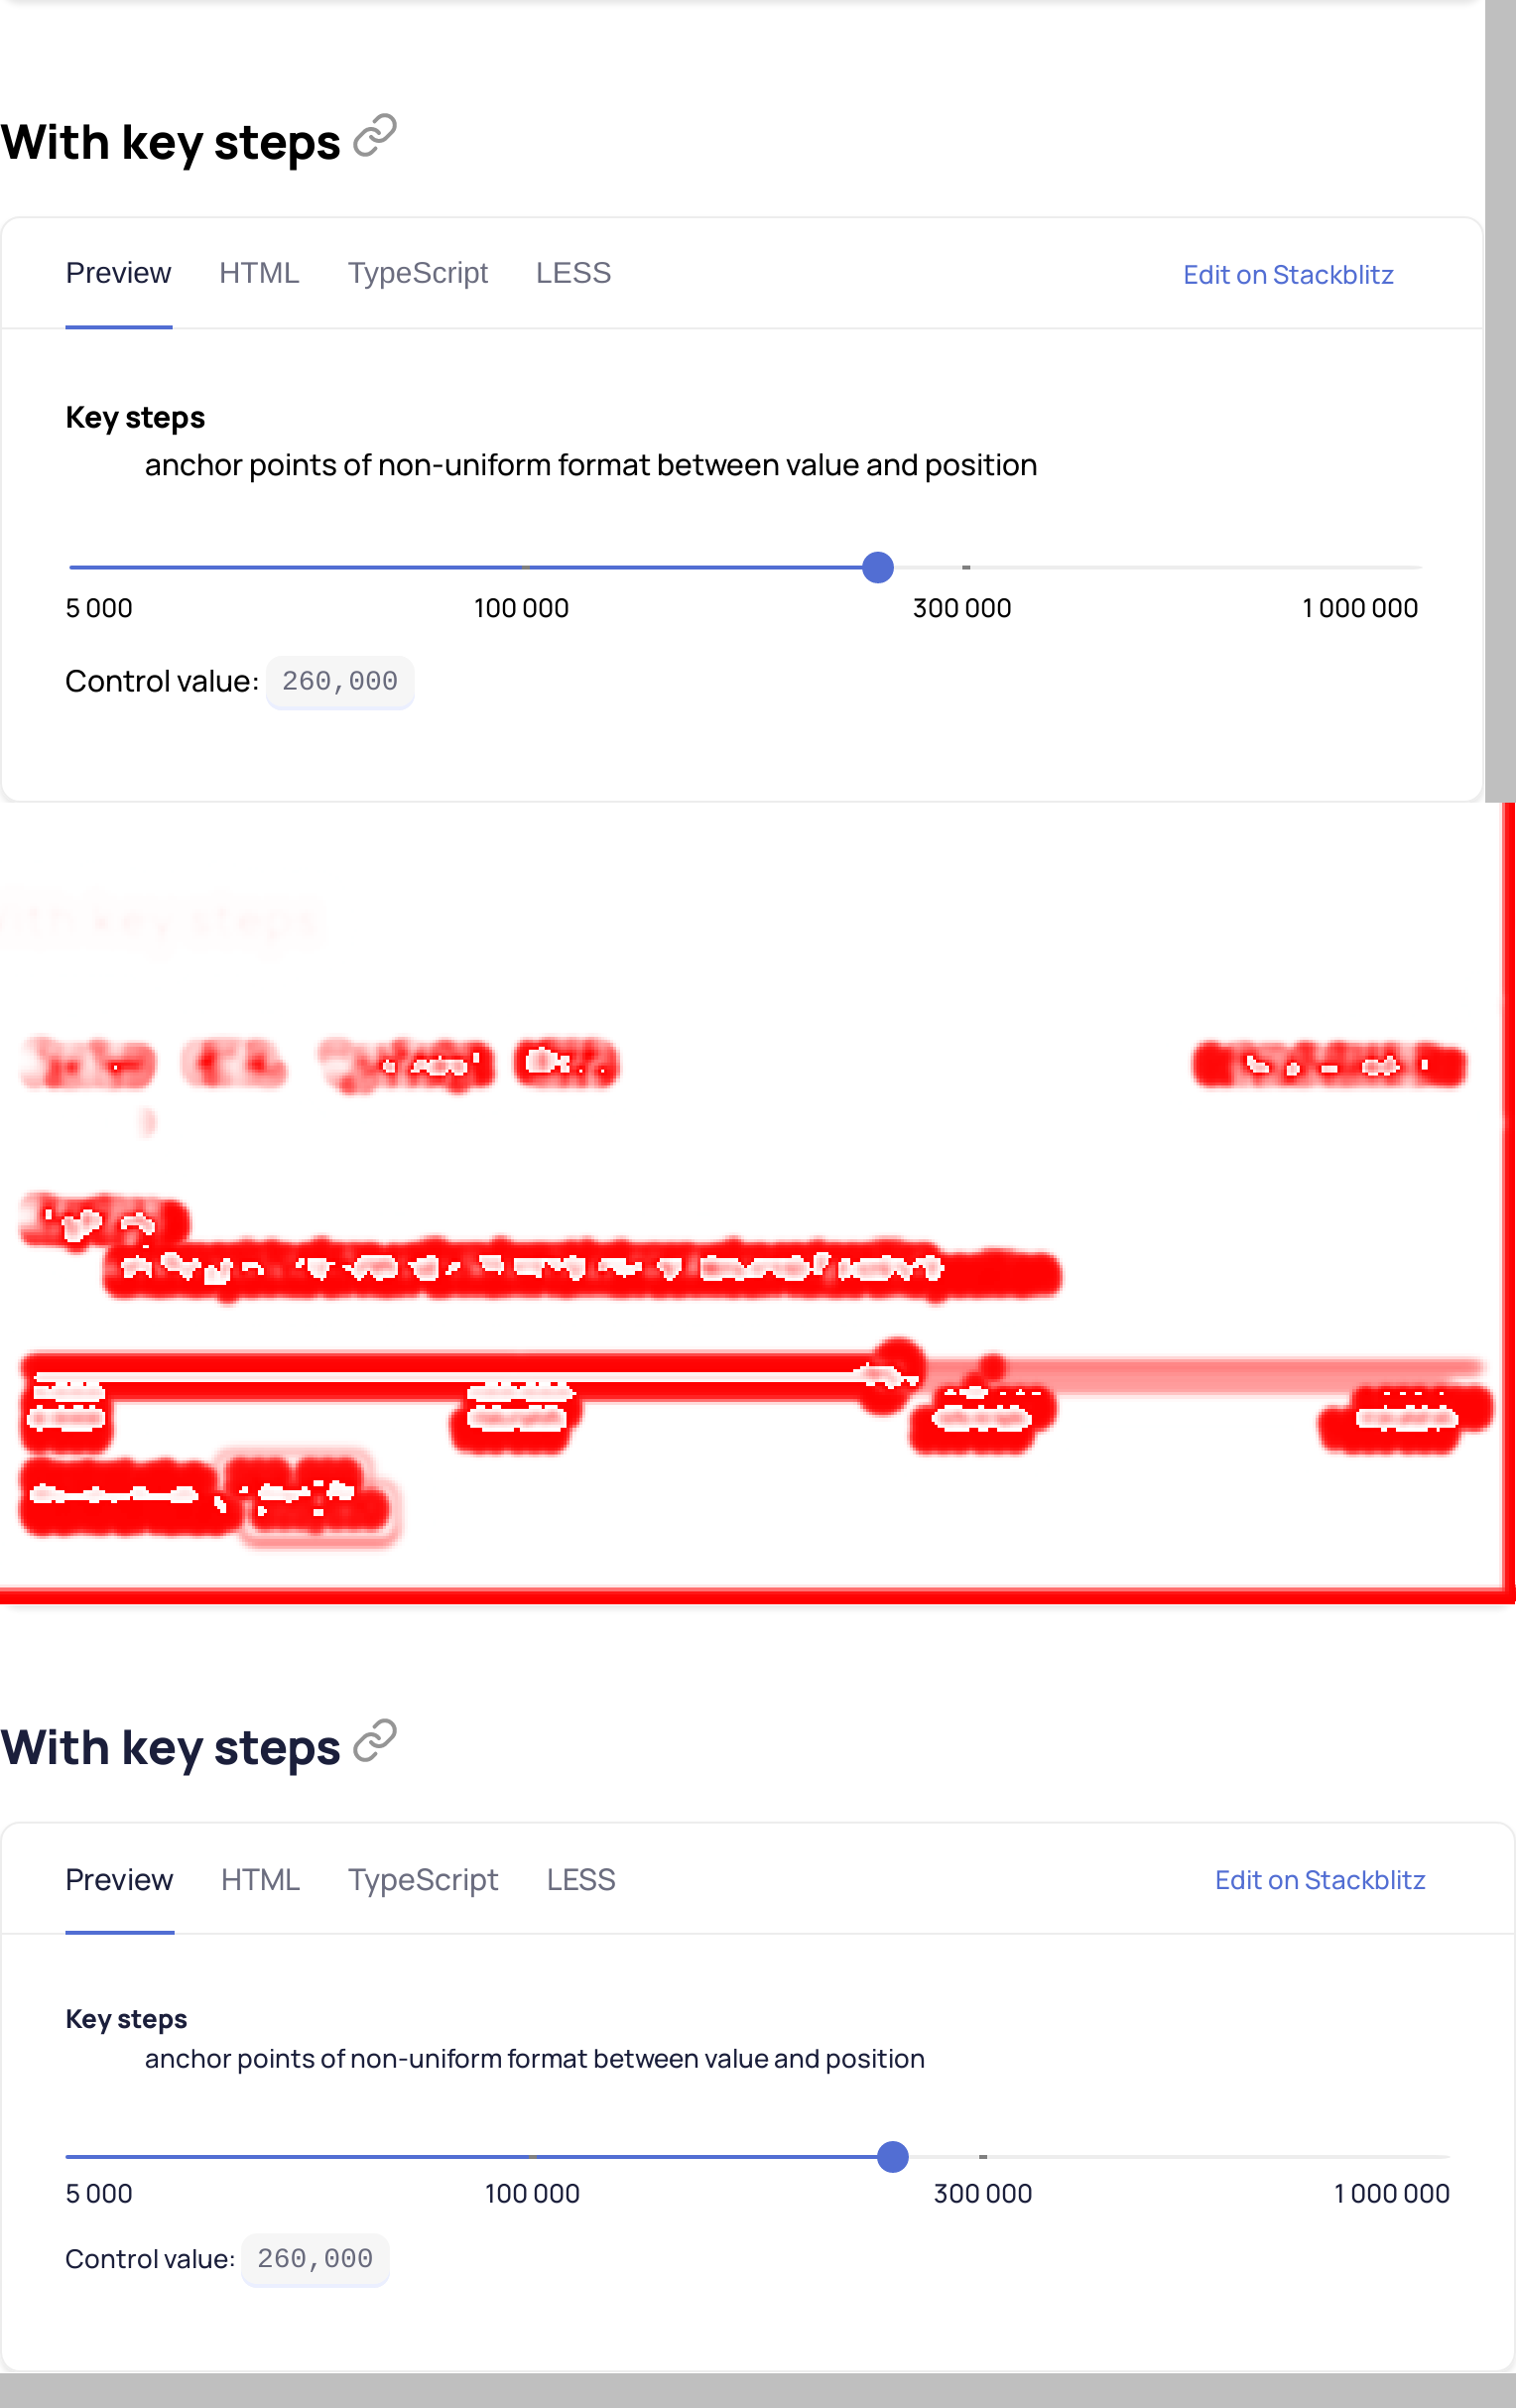 With key steps
Preview HTML TypeScript LESS Edit on Stackblitz
Key steps
anchor points of non-uniform format between value and position
5 000 100 000 300 000 1 000 000
Control value: 260,000
ith key steps
With key steps
Preview HTML TypeScript LESS Edit on Stackblitz
Key steps
anchor points of non-uniform format between value and position
5 000 100 000 300 000 1 000 000
Control value: 260,000